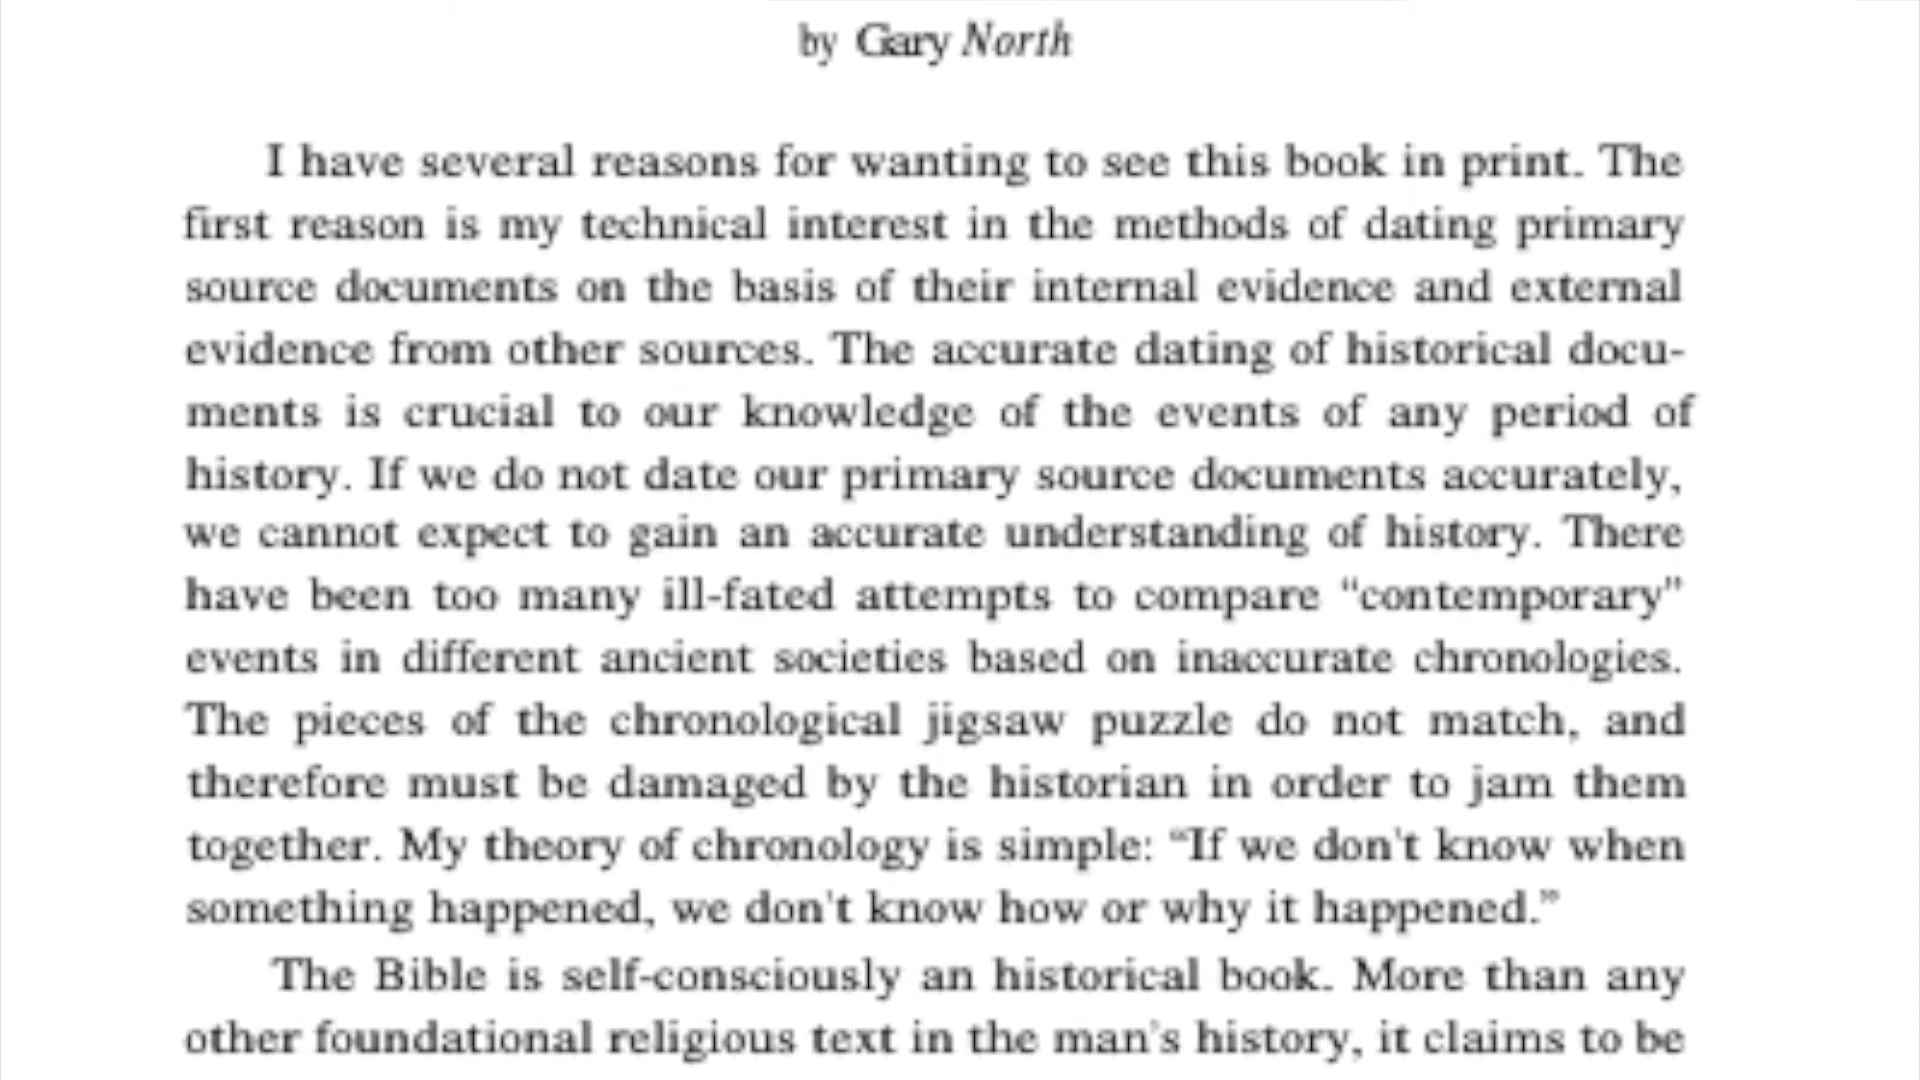 by Gary North
I have several reasons for wanting to see this book in print. The
first reason is my technical interest in the methods of dating primary
source documents on the basis of their internal evidence and external
evidence from other sources. The accurate dating of historical docu-
ments is crucial to our knowledge of the events of any period of
history. If we do not date our primary source documents accurately,
we cannot expect to gain an accurate understanding of history. There
have been too many ill-fated attempts to compare "contemporary"
events in different ancient societies based on inaccurate chronologies.
The pieces of the chronological jigsaw puzzle do not match, and
therefore must be damaged by the historian in order to jam them
together. My theory of chronology is simple: “If we don't know when
something happened, we don't know how or why it happened.”
The Bible is self-consciously an historical book. More than any
other foundational religious text in the man's history, it claims to be